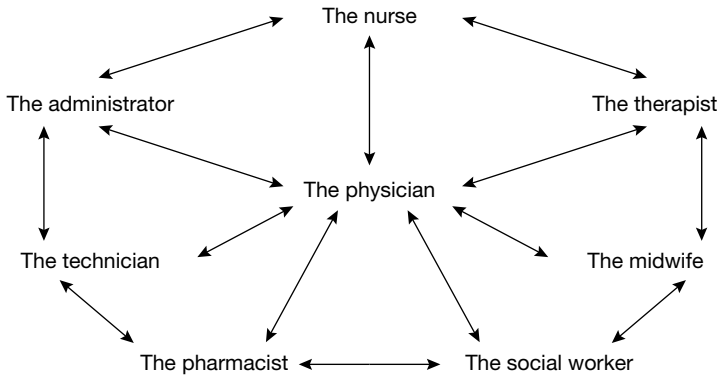 The nurse
The administrator
The therapist
The physician
The technician
The midwife
The pharmacist
The social worker